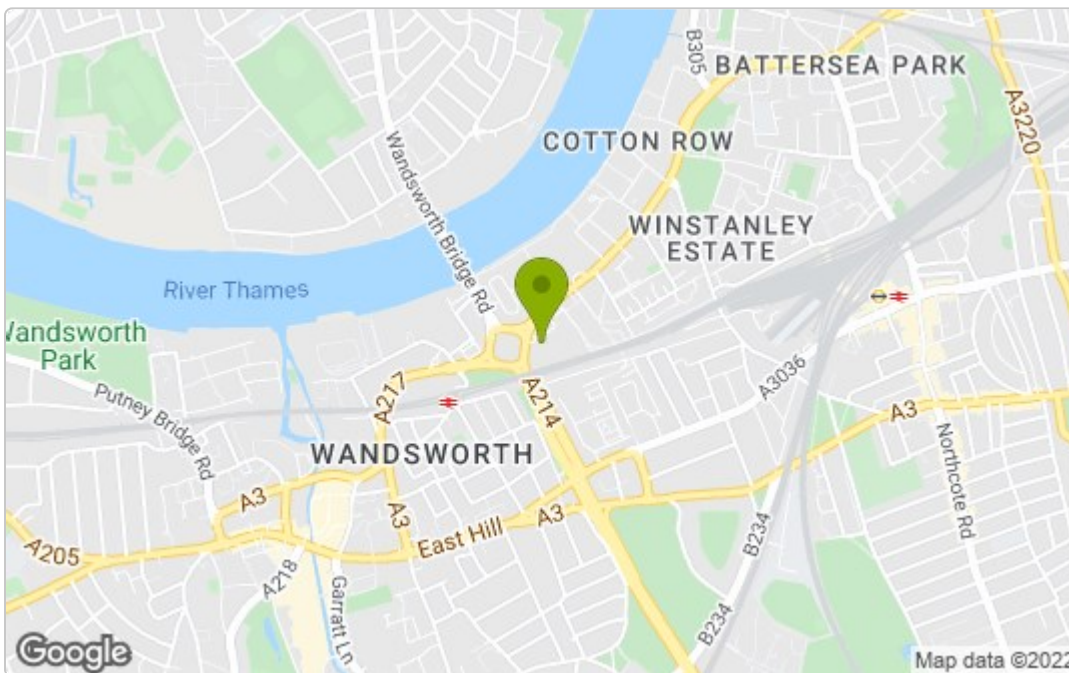 B305
BATTERSEA PARK
A3220
COTTON ROW
Wandsworth Bridge Rd
WINSTANLEY
ESTATE
River Thames
Wandsworth
Park
A217
A3036
Putney Bridge Rd
A214
A3
WANDSWORTH
Northcote Rd
A3
A3
East Hill
A3
A205
B234
A218
Garratt Ln
B234
Google
Map data ©2022